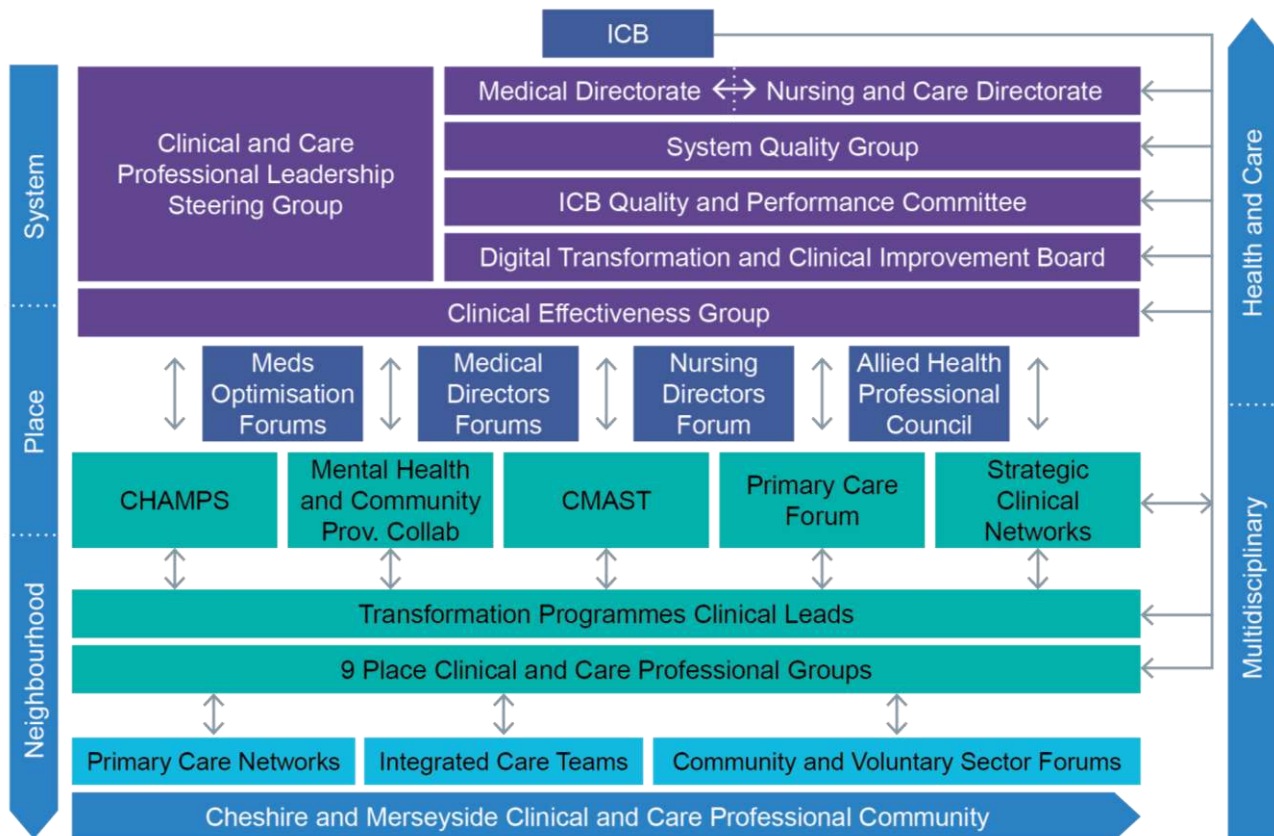 ICB
System
Clinical and Care
Professional Leadership
Steering Group
Medical Directorate
Nursing and Care Directorate
System Quality Group
ICB Quality and Performance Committee
Digital Transformation and Clinical Improvement Board
Health and Care
Clinical Effectiveness Group
Place
Meds
Optimisation
Forums
Medical
Directors
Forums
Nursing
Directors
Forum
Allied Health
Professional
Council
CHAMPS
Mental Health
and Community
Prov. Collab
CMAST
Primary Care
Forum
Strategic
Clinical
Networks
Multidisciplinary
Neighbourhood
Transformation Programmes Clinical Leads
9 Place Clinical and Care Professional Groups
Primary Care Networks
Integrated Care Teams
Community and Voluntary Sector Forums
Cheshire and Merseyside Clinical and Care Professional Community